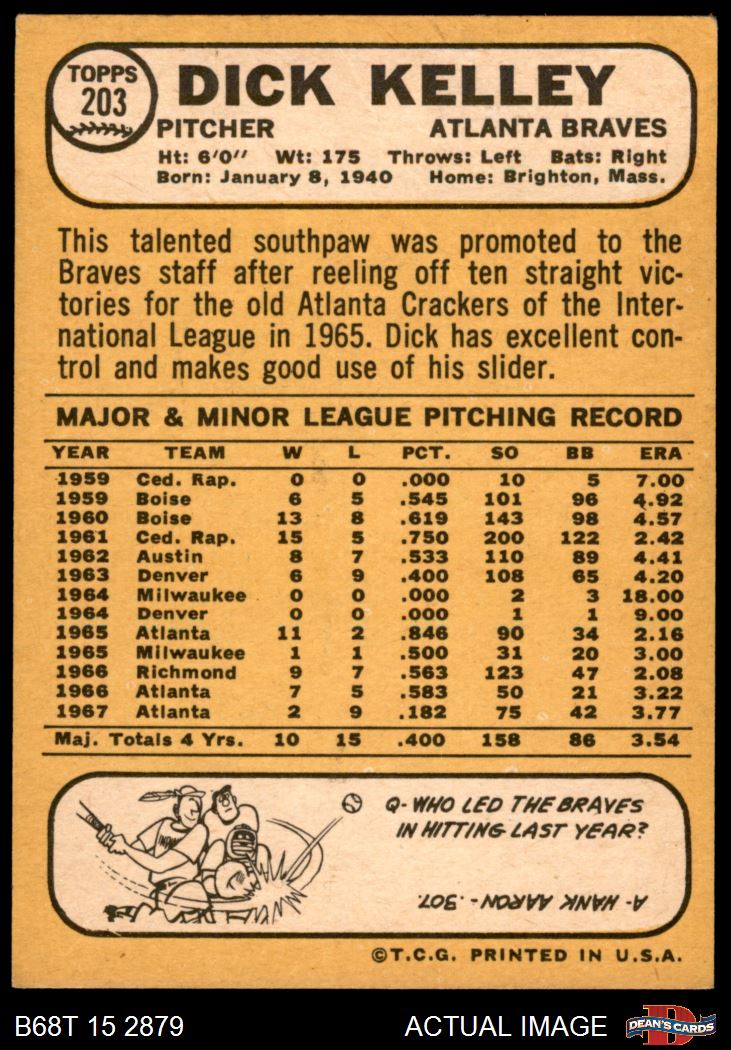 TOPPS
203
DICK KELLEY
PITCHER ATLANTA BRAVES
Ht: 6'0" Wt: 175 Throws: Left Bats: Right
Born: January 8, 1940 Home: Brighton, Mass.
This talented southpaw was promoted to the
Braves staff after reeling off ten straight vic-
tories for the old Atlanta Crackers of the Inter-
national League in 1965. Dick has excellent con-
trol and makes good use of his slider.
MAJOR & MINOR LEAGUE PITCHING RECORD
YEAR TEAM W L PCT. SO BB ERA
1959 Ced. Rap. 0 0 .000 10 5 7.00
1959 Boise 6 5 .545 101 96 4.92
1960 Boise 13 8 .619 143 98 4.57
1961 Ced. Rap. 15 5 .750 200 122 2.42
1962 Austin 8 7 .533 110 89 4.41
1963 Denver 6 9 .400 108 65 4.20
1964 Milwaukee 0 0 .000 2 3 18.00
1964 Denver 0 0 .000 1 1 9.00
1965 Atlanta 11 2 .846 90 34 2.16
1965 Milwaukee 1 1 .500 31 20 3.00
1966 Richmond 9 7 .563 123 47 2.08
1966 Atlanta 7 5 .583 50 21 3.22
1967 Atlanta 2 9 .182 75 42 3.77
Maj. Totals 4 Yrs. 10 15 .400 158 86 3.54
Q- WHO LED THE BRAVES
IN HITTING LAST YEAR?
A- HANK AARON - .307.
©T.C.G. PRINTED IN U.S.A.
B68T 15 2879 ACTUAL IMAGE
D
DEAN'S CARDS